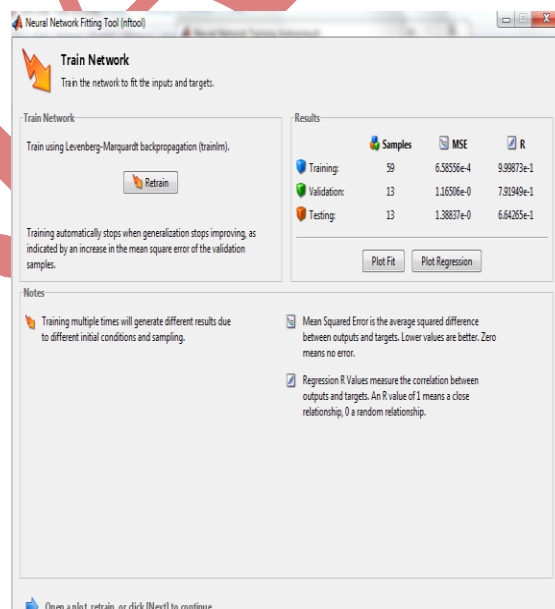 Neural Network Fitting Tool (nftool)
Train Network
Train the network to fit the inputs and targets.
Train Network
Train using Levenberg-Marquardt backpropagation (trainlm).
Retrain
Training automatically stops when generalization stops improving, as
indicated by an increase in the mean square error of the validation
samples.
Results
Samples MSE R
Training: 59 6.58556e-4 9.99873e-1
Validation: 13 1.16506e-0 7.91949e-1
Testing: 13 1.38837e-0 6.64265e-1
Plot Fit Plot Regression
Notes
Training multiple times will generate different results due
to different initial conditions and sampling.
Mean Squared Error is the average squared difference
between outputs and targets. Lower values are better. Zero
means no error.
Regression R Values measure the correlation between
outputs and targets. An R value of 1 means a close
relationship, 0 a random relationship.
Open a plot, retrain, or click [Next] to continue.